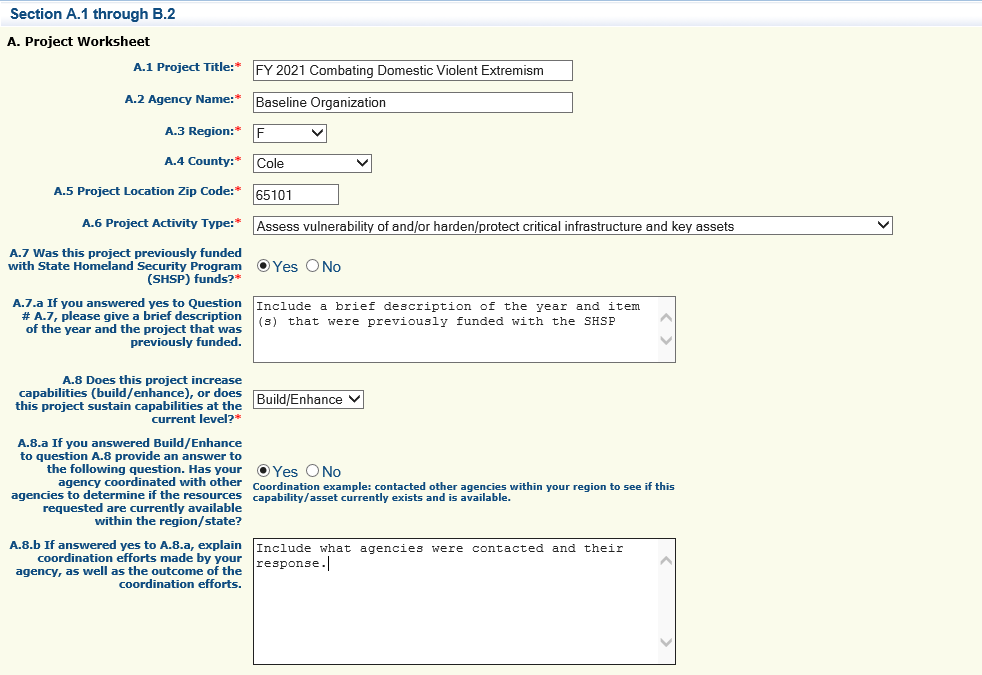 Section A.1 through B.2
A. Project Worksheet
A.1 Project Title:* FY 2021 Combating Domestic Violent Extremism
A.2 Agency Name:* Baseline Organization
A.3 Region:* F
A.4 County:* Cole
A.5 Project Location Zip Code:* 65101
A.6 Project Activity Type:* Assess vulnerability of and/or harden/protect critical infrastructure and key assets
A.7 Was this project previously funded
with State Homeland Security Program
(SHSP) funds?*
Yes No
A.7.a If you answered yes to Question
# A.7, please give a brief description
of the year and the project that was
previously funded.
Include a brief description of the year and item
(s) that were previously funded with the SHSP
A.8 Does this project increase
capabilities (build/enhance), or does
this project sustain capabilities at the
current level?*
Build/Enhance
A.8.a If you answered Build/Enhance
to question A.8 provide an answer to
the following question. Has your
agency coordinated with other
agencies to determine if the resources
requested are currently available
within the region/state?
Yes No
Coordination example: contacted other agencies within your region to see if this
capability/asset currently exists and is available.
A.8.b If answered yes to A.8.a, explain
coordination efforts made by your
agency, as well as the outcome of the
coordination efforts.
Include what agencies were contacted and their
response.